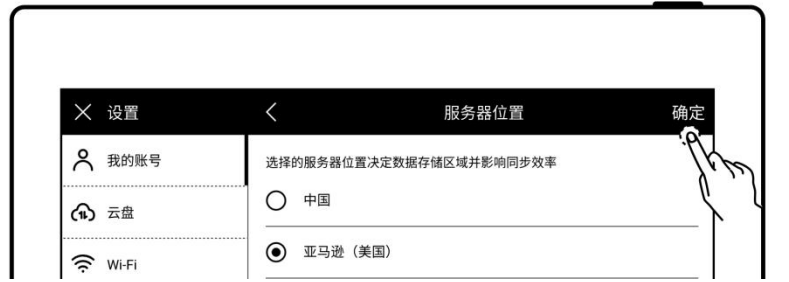 设置
服务器位置
确定
我的账号
云盘
Wi-Fi
选择的服务器位置决定数据存储区域并影响同步效率
中国
亚马逊（美国）